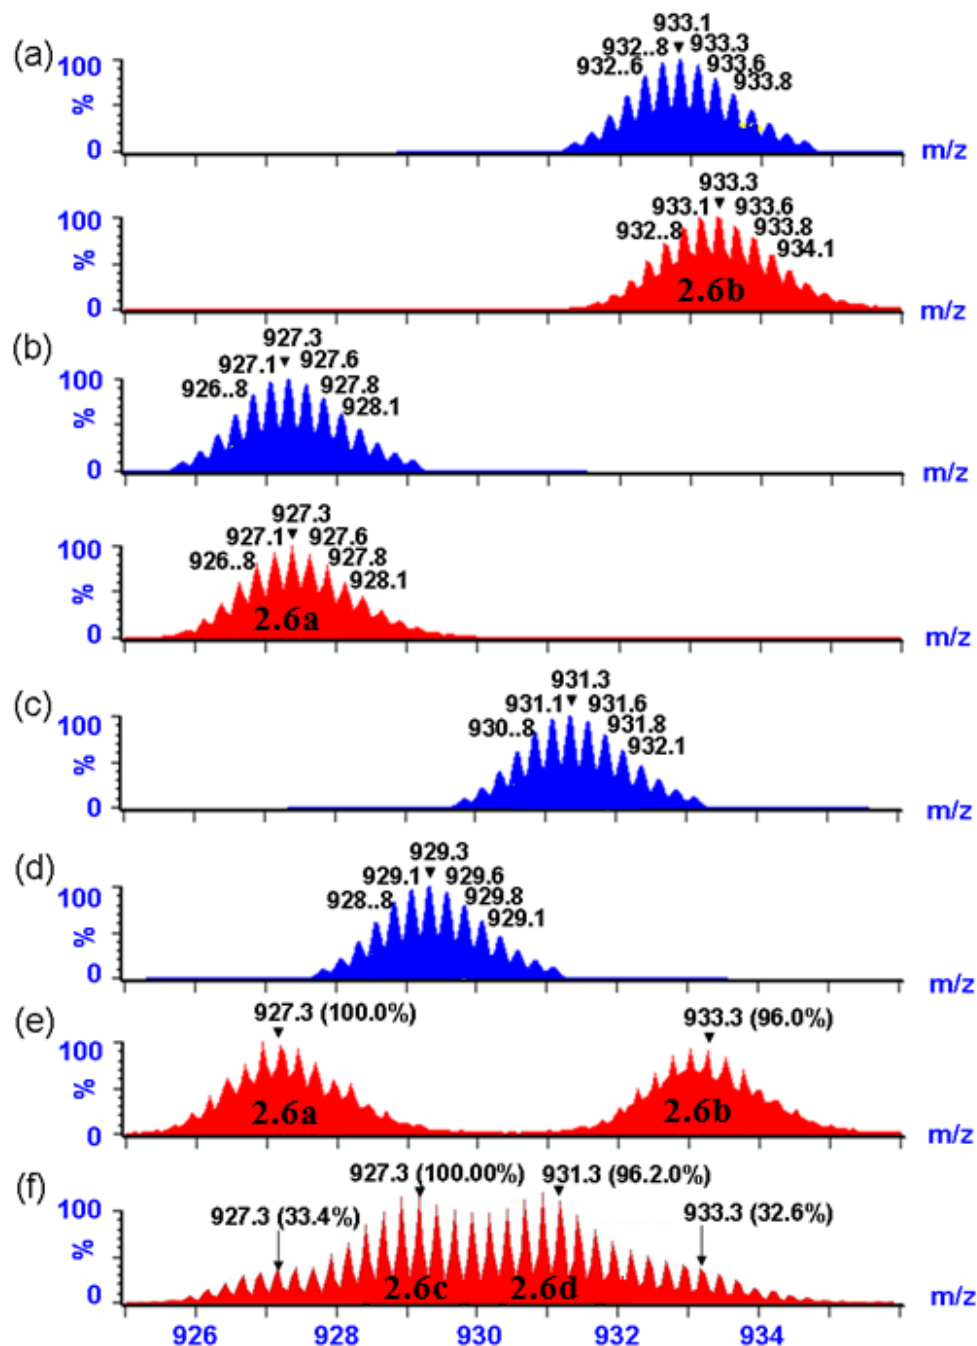 (a)
933.1
932..8 933.3
932..6 933.6
933.8
100
%
0
m/z
933.3
933.1 933.6
932..8 933.8
934.1
100
%
0
2.6b
m/z
(b)
927.3
927.1 927.6
926..8 927.8
928.1
100
%
0
m/z
927.3
927.1 927.6
926..8 927.8
928.1
100
%
0
2.6a
m/z
(c)
931.3
931.1 931.6
930..8 931.8
932.1
100
%
0
m/z
(d)
929.3
929.1 929.6
928..8 929.8
929.1
100
%
0
m/z
(e)
927.3 (100.0%) 933.3 (96.0%)
100
%
0
2.6a 2.6b
m/z
(f)
927.3 (100.00%) 931.3 (96.2.0%)
927.3 (33.4%) 933.3 (32.6%)
100
%
0
2.6c 2.6d
m/z
926 928 930 932 934